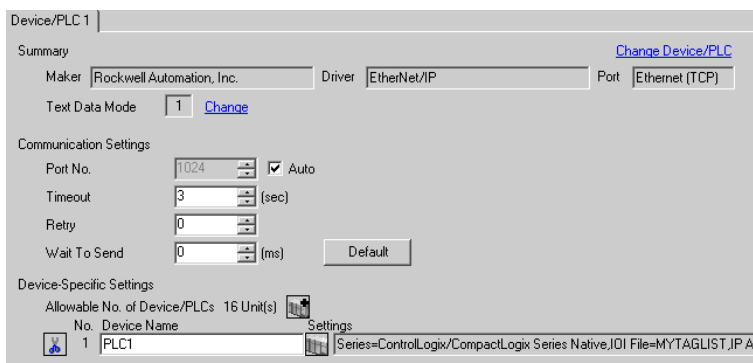 Device/PLC 1
Summary Change Device/PLC
Maker Rockwell Automation, Inc. Driver EtherNet/IP Port Ethernet (TCP)
Text Data Mode 1 Change
Communication Settings
Port No. 1024 Auto
Timeout 3 (sec)
Retry 0
Wait To Send 0 (ms) Default
Device-Specific Settings
Allowable No. of Device/PLCs 16 Unit(s)
No. Device Name Settings
1 PLC1 Series=ControlLogix/CompactLogix Series Native,IOI File=MYTAGLIST,IP A